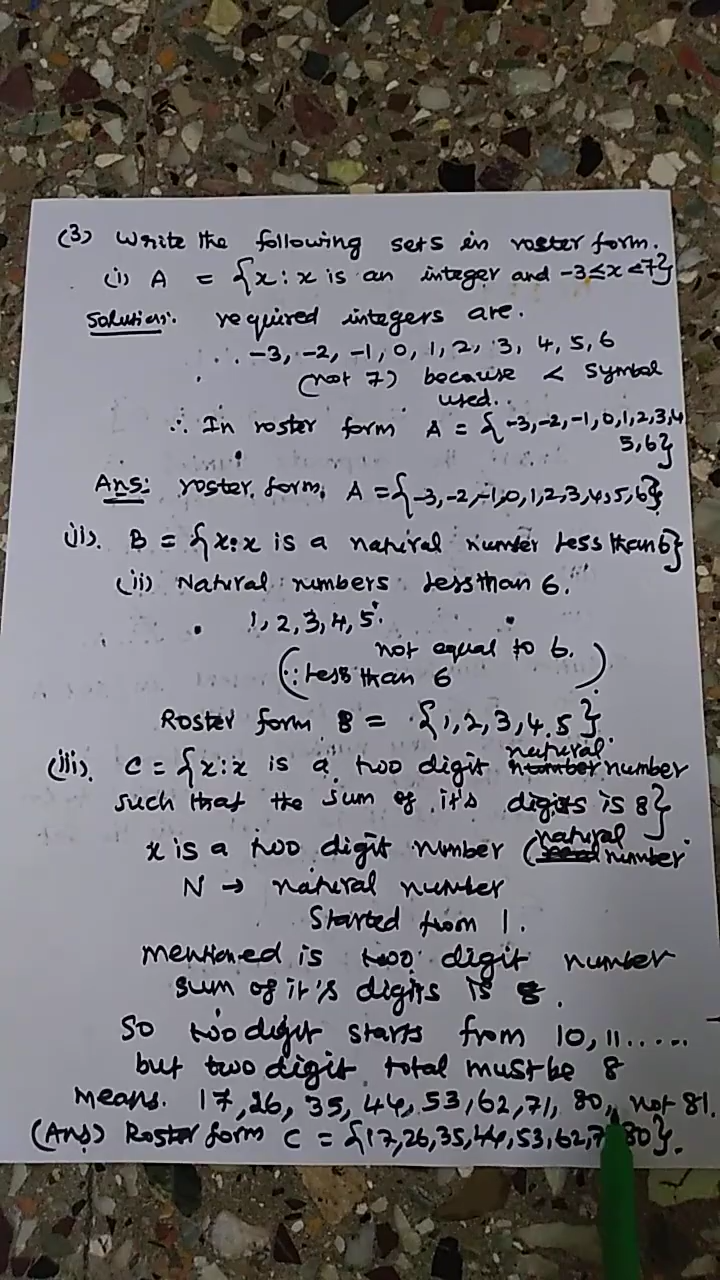 (3) Write the following sets in roster form.
(i) A = {x : x is an integer and -3≤x<7}
Solution: required integers are.
-3, -2, -1, 0, 1, 2, 3, 4, 5, 6
(not 7) because < symbol
used.
∴ In roster form A = {-3,-2,-1,0,1,2,3,4
5,6}
Ans: roster form A = {-3,-2,-1,0,1,2,3,4,5,6}
(ii). B = {x:x is a natural number less than 6}
(ii) Natural numbers less than 6.
1, 2, 3, 4, 5.
not equal to 6.
(∵ less than 6)
Roster form B = {1, 2, 3, 4, 5}.
(iii). C = {x:x is a two digit natural number
such that the sum of it's digits is 8}
x is a two digit number (natural number
N → natural number
Started from 1.
mentioned is two digit number
sum of it's digits is 8.
So two digit starts from 10, 11.....
but two digit total must be 8
means. 17, 26, 35, 44, 53, 62, 71, 80, not 81.
(Ans) Roster form C = {17,26,35,44,53,62,7 80}.